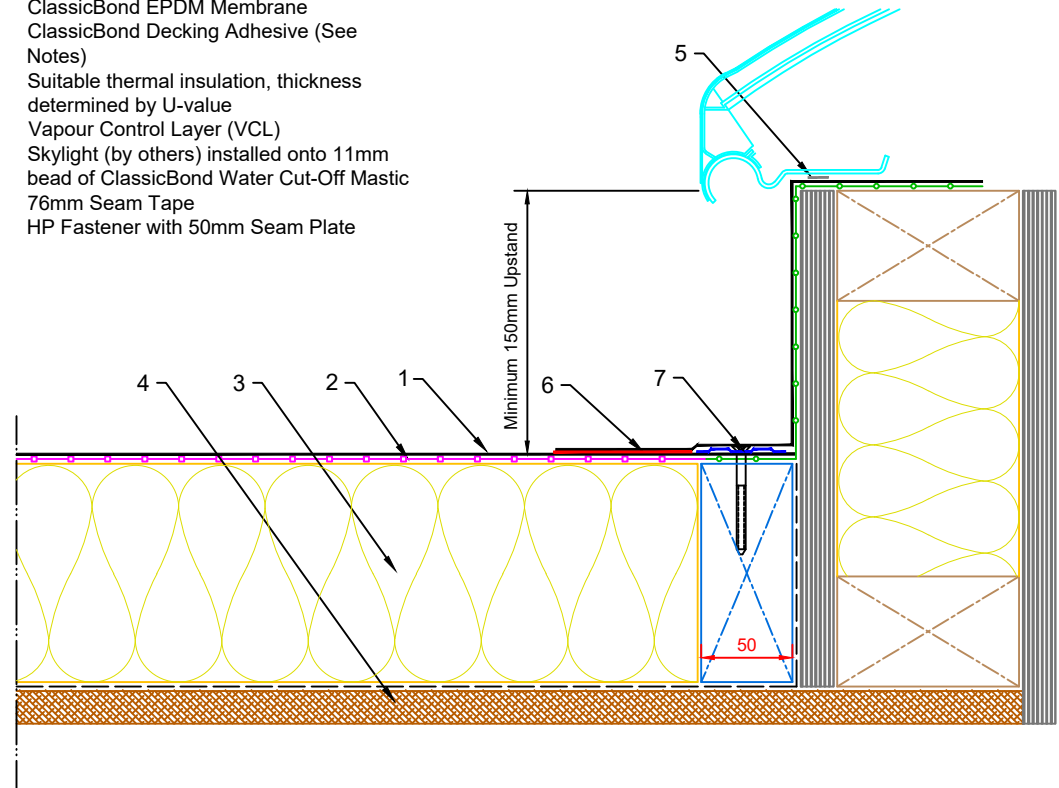 ClassicBond EPDM Membrane
ClassicBond Decking Adhesive (See
Notes)
Suitable thermal insulation, thickness
determined by U-value
Vapour Control Layer (VCL)
Skylight (by others) installed onto 11mm
bead of ClassicBond Water Cut-Off Mastic
76mm Seam Tape
HP Fastener with 50mm Seam Plate
5
Minimum 150mm Upstand
4
3
2
1
6
7
50